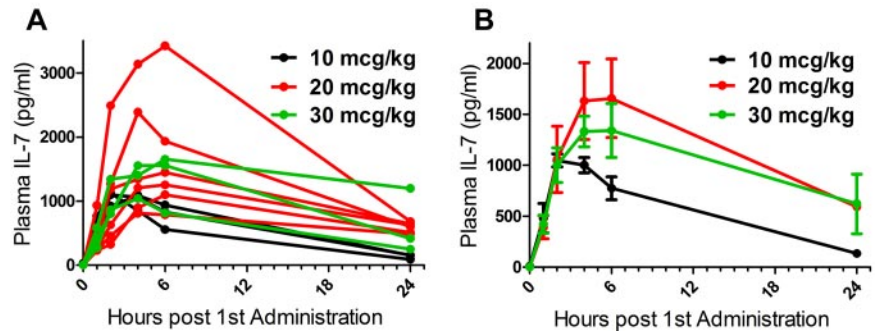 A
Plasma IL-7 (pg/ml)
3000
2000
1000
0
10 mcg/kg
20 mcg/kg
30 mcg/kg
0
6
12
18
24
Hours post 1st Administration
B
Plasma IL-7 (pg/ml)
2000
1500
1000
500
0
10 mcg/kg
20 mcg/kg
30 mcg/kg
0
6
12
18
24
Hours post 1st Administration